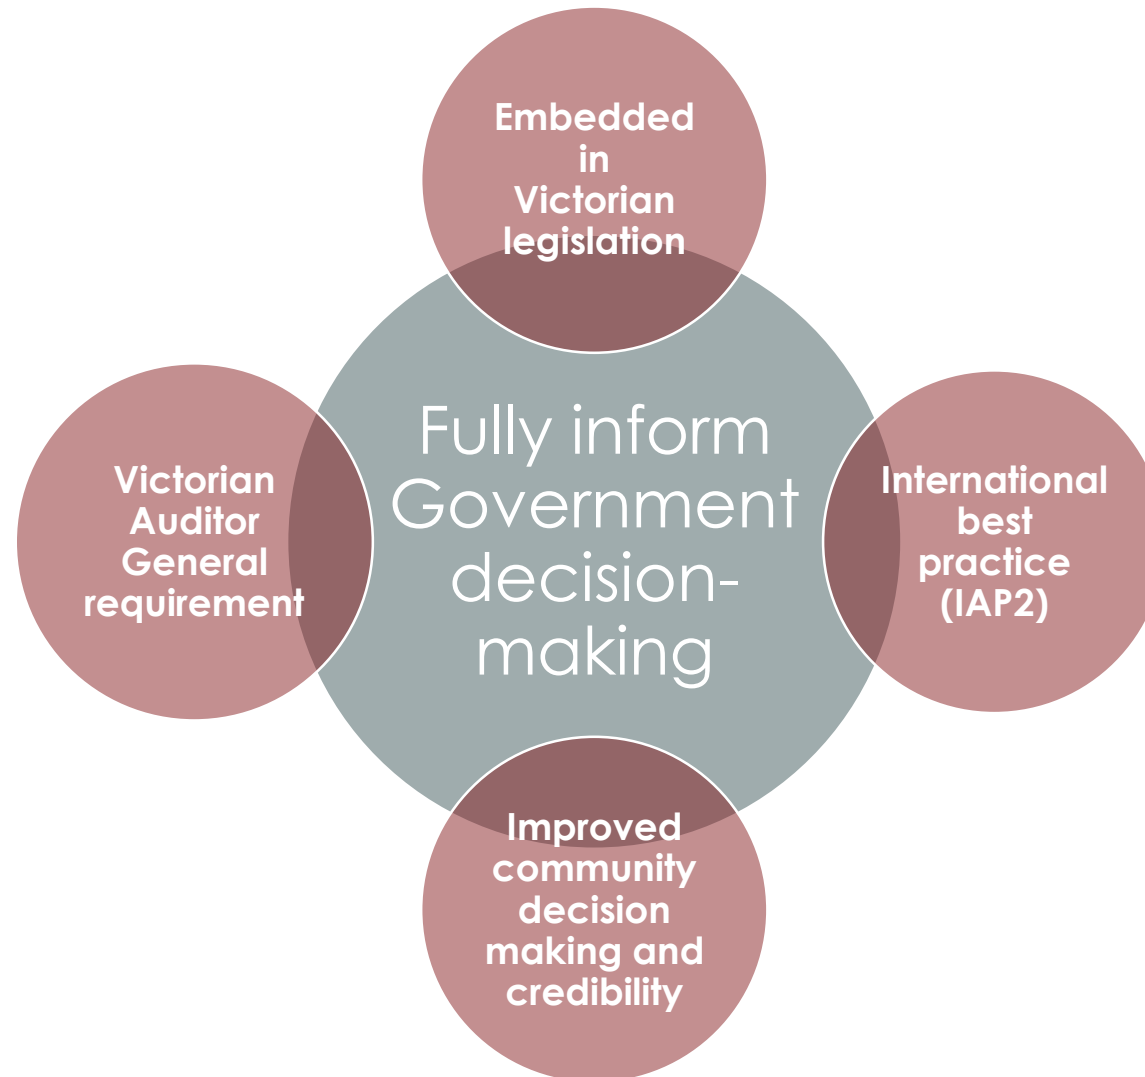 Embedded
in
Victorian
legislation
Victorian
Auditor
General
requirement
Fully inform
Government
decision-
making
International
best
practice
(IAP2)
Improved
community
decision
making and
credibility